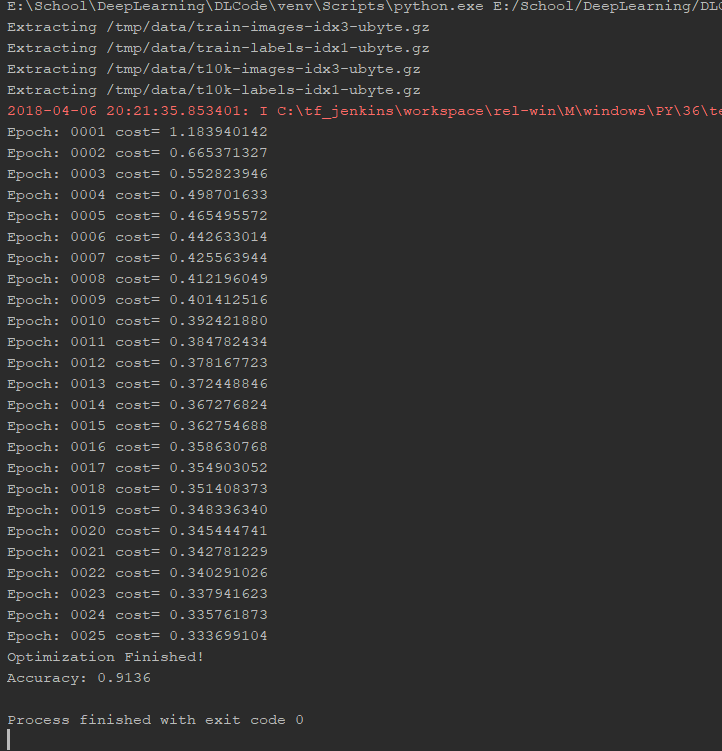 E:\School\DeepLearning\DLCode\venv\Scripts\python.exe E:/School/DeepLearning/DLC
Extracting /tmp/data/train-images-idx3-ubyte.gz
Extracting /tmp/data/train-labels-idx1-ubyte.gz
Extracting /tmp/data/t10k-images-idx3-ubyte.gz
Extracting /tmp/data/t10k-labels-idx1-ubyte.gz
2018-04-06 20:21:35.853401: I C:\tf_jenkins\workspace\rel-win\M\windows\PY\36\te
Epoch: 0001 cost= 1.183940142
Epoch: 0002 cost= 0.665371327
Epoch: 0003 cost= 0.552823946
Epoch: 0004 cost= 0.498701633
Epoch: 0005 cost= 0.465495572
Epoch: 0006 cost= 0.442633014
Epoch: 0007 cost= 0.425563944
Epoch: 0008 cost= 0.412196049
Epoch: 0009 cost= 0.401412516
Epoch: 0010 cost= 0.392421880
Epoch: 0011 cost= 0.384782434
Epoch: 0012 cost= 0.378167723
Epoch: 0013 cost= 0.372448846
Epoch: 0014 cost= 0.367276824
Epoch: 0015 cost= 0.362754688
Epoch: 0016 cost= 0.358630768
Epoch: 0017 cost= 0.354903052
Epoch: 0018 cost= 0.351408373
Epoch: 0019 cost= 0.348336340
Epoch: 0020 cost= 0.345444741
Epoch: 0021 cost= 0.342781229
Epoch: 0022 cost= 0.340291026
Epoch: 0023 cost= 0.337941623
Epoch: 0024 cost= 0.335761873
Epoch: 0025 cost= 0.333699104
Optimization Finished!
Accuracy: 0.9136
Process finished with exit code 0